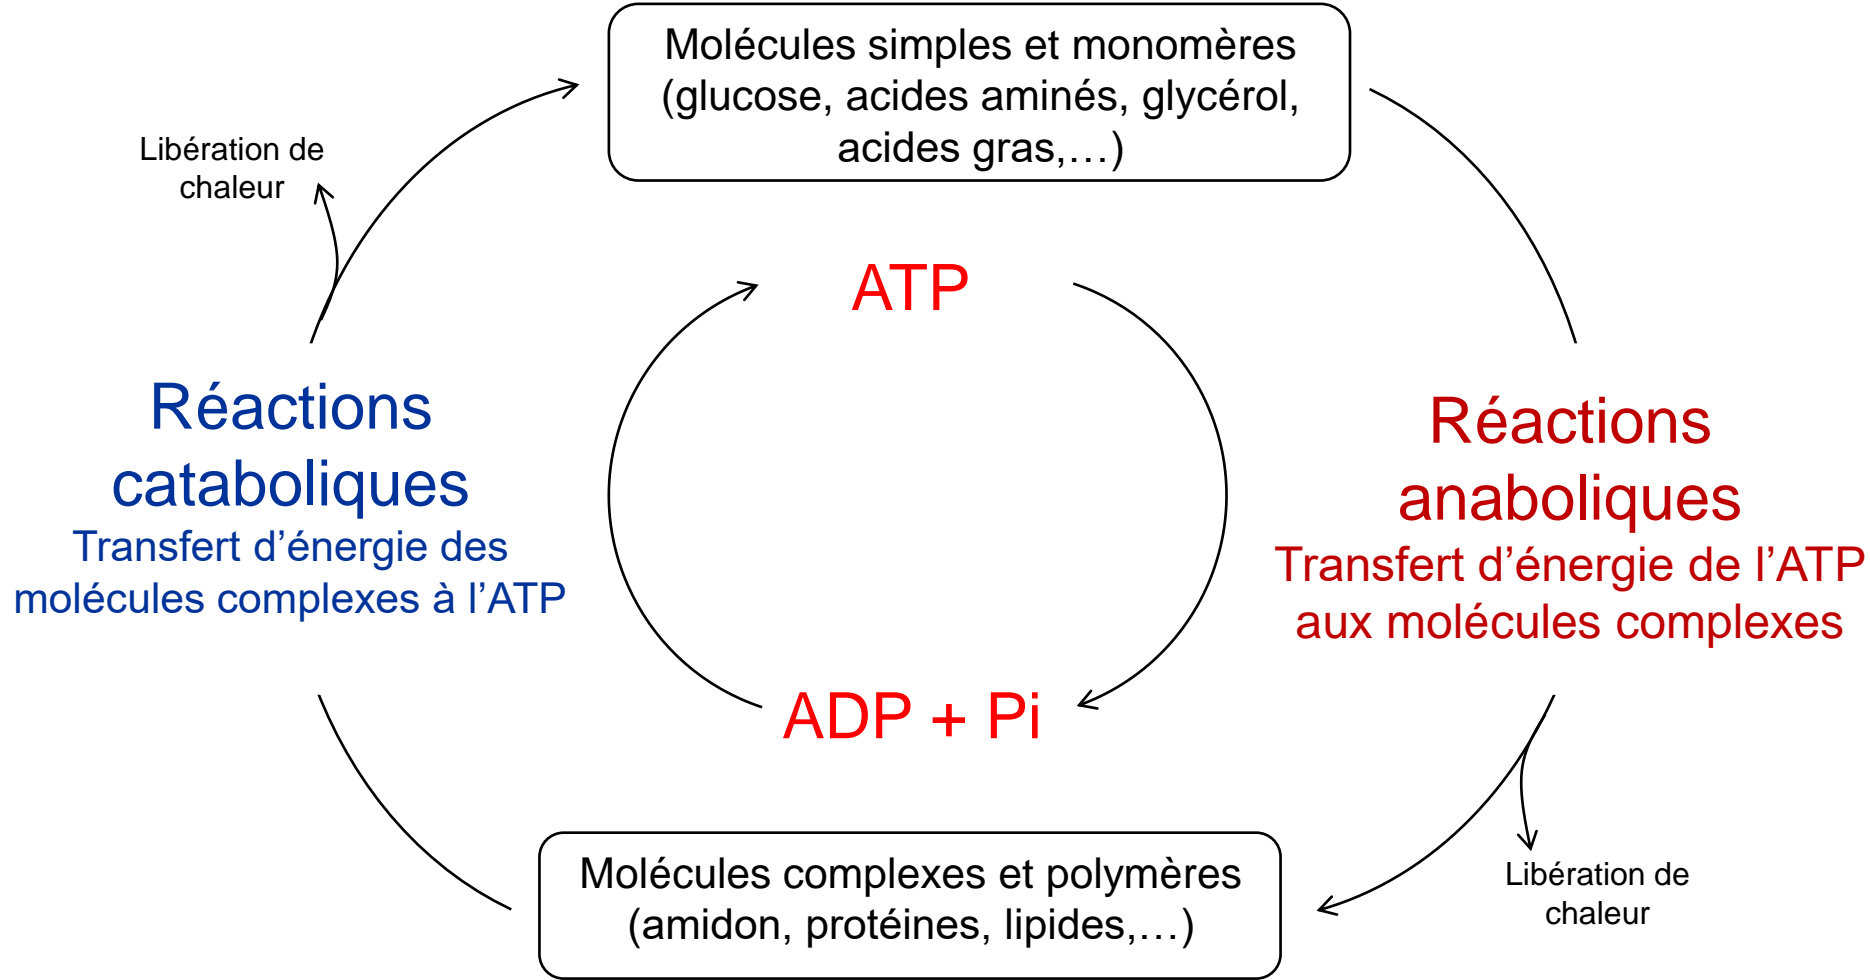 Molécules simples et monomères
(glucose, acides aminés, glycérol,
acides gras,…)
Libération de
chaleur
ATP
Réactions
cataboliques
Transfert d’énergie des
molécules complexes à l’ATP
Réactions
anaboliques
Transfert d’énergie de l’ATP
aux molécules complexes
ADP + Pi
Molécules complexes et polymères
(amidon, protéines, lipides,…)
Libération de
chaleur